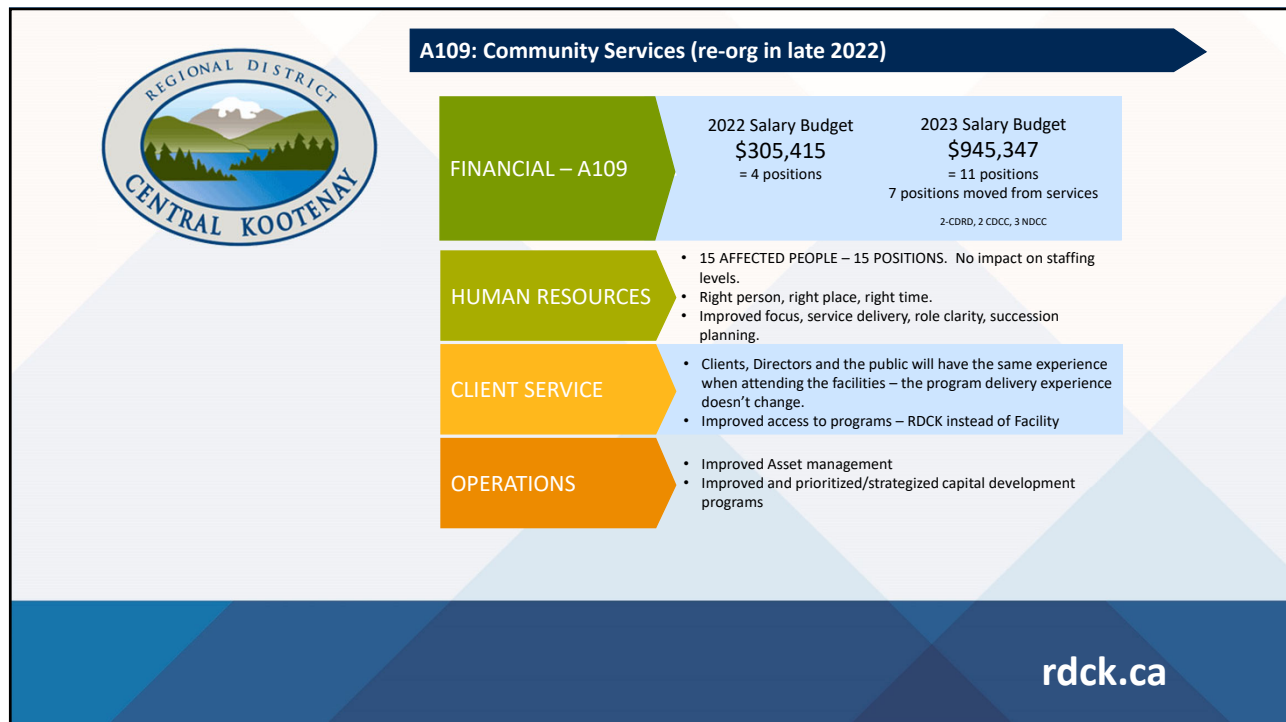 REGIONAL DISTRICT
CENTRAL KOOTENAY
A109: Community Services (re-org in late 2022)
FINANCIAL – A109
2022 Salary Budget
$305,415
= 4 positions
2023 Salary Budget
$945,347
= 11 positions
7 positions moved from services
2-CDRD, 2 CDCC, 3 NDCC
HUMAN RESOURCES
• 15 AFFECTED PEOPLE – 15 POSITIONS. No impact on staffing
levels.
• Right person, right place, right time.
• Improved focus, service delivery, role clarity, succession
planning.
CLIENT SERVICE
• Clients, Directors and the public will have the same experience
when attending the facilities – the program delivery experience
doesn’t change.
• Improved access to programs – RDCK instead of Facility
OPERATIONS
• Improved Asset management
• Improved and prioritized/strategized capital development
programs
rdck.ca